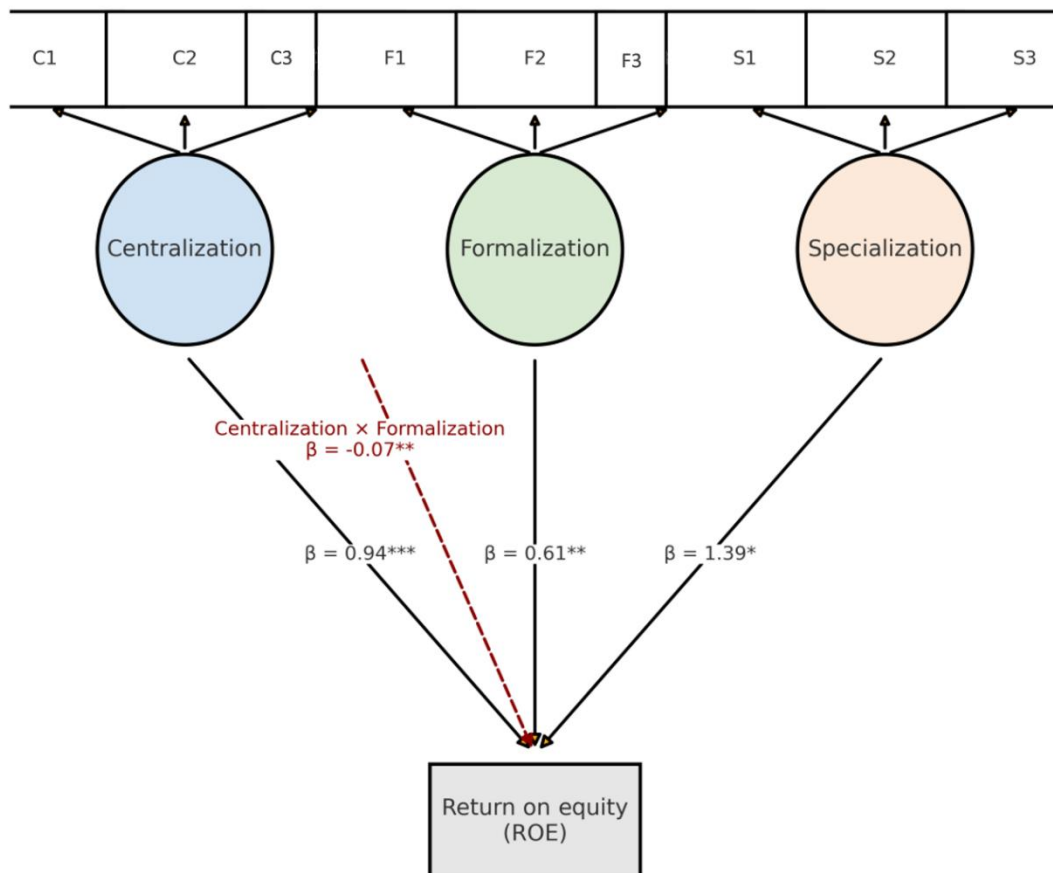 C1
C2
C3
F1
F2
F3
S1
S2
S3
Centralization
Formalization
Specialization
Centralization × Formalization
β = -0.07**
β = 0.94***
β = 0.61**
β = 1.39*
Return on equity
(ROE)